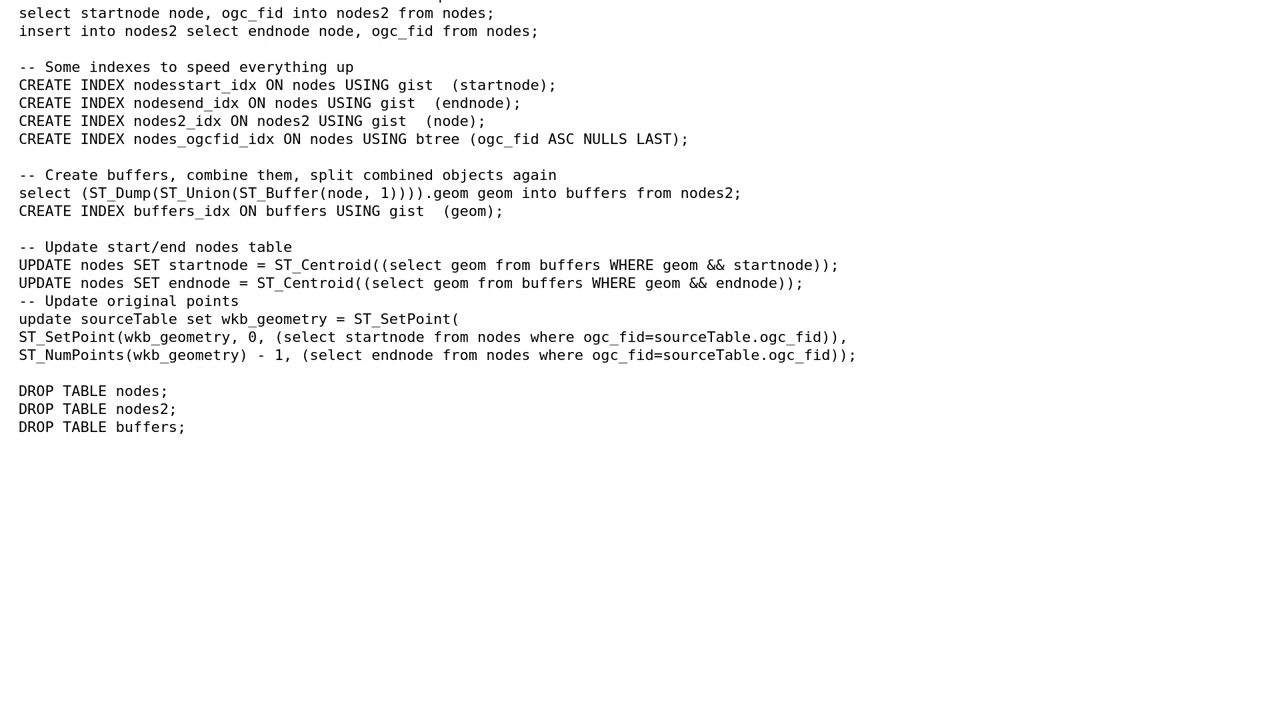 select startnode node, ogc_fid into nodes2 from nodes;
insert into nodes2 select endnode node, ogc_fid from nodes;
-- Some indexes to speed everything up
CREATE INDEX nodesstart_idx ON nodes USING gist  (startnode);
CREATE INDEX nodesend_idx ON nodes USING gist  (endnode);
CREATE INDEX nodes2_idx ON nodes2 USING gist  (node);
CREATE INDEX nodes_ogcfid_idx ON nodes USING btree (ogc_fid ASC NULLS LAST);
-- Create buffers, combine them, split combined objects again
select (ST_Dump(ST_Union(ST_Buffer(node, 1)))).geom geom into buffers from nodes2;
CREATE INDEX buffers_idx ON buffers USING gist  (geom);
-- Update start/end nodes table
UPDATE nodes SET startnode = ST_Centroid((select geom from buffers WHERE geom && startnode));
UPDATE nodes SET endnode = ST_Centroid((select geom from buffers WHERE geom && endnode));
-- Update original points
update sourceTable set wkb_geometry = ST_SetPoint(
ST_SetPoint(wkb_geometry, 0, (select startnode from nodes where ogc_fid=sourceTable.ogc_fid)),
ST_NumPoints(wkb_geometry) - 1, (select endnode from nodes where ogc_fid=sourceTable.ogc_fid));
DROP TABLE nodes;
DROP TABLE nodes2;
DROP TABLE buffers;